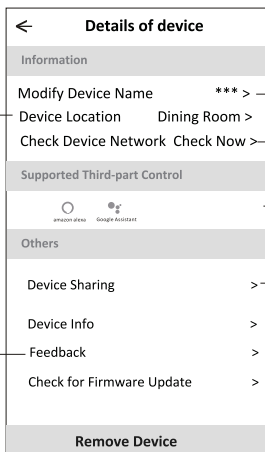 Details of device
Information
Modify Device Name *** >
Device Location Dining Room >
Check Device Network Check Now >
Supported Third-part Control
amazon alexa Google Assistant
Others
Device Sharing >
Device Info >
Feedback >
Check for Firmware Update >
Remove Device